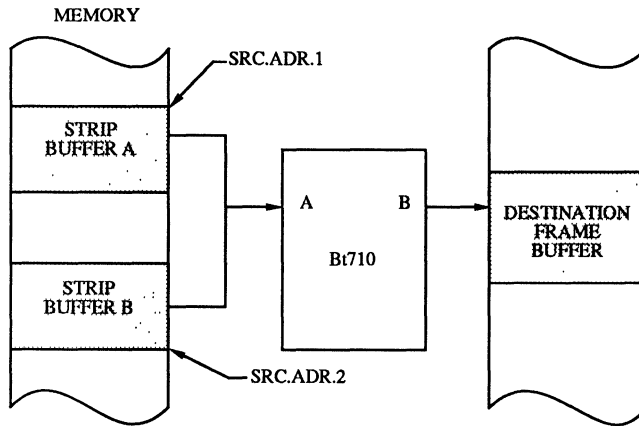 MEMORY
SRC.ADR.1
STRIP
BUFFER A
A
B
Bt710
DESTINATION
FRAME
BUFFER
STRIP
BUFFER B
SRC.ADR.2